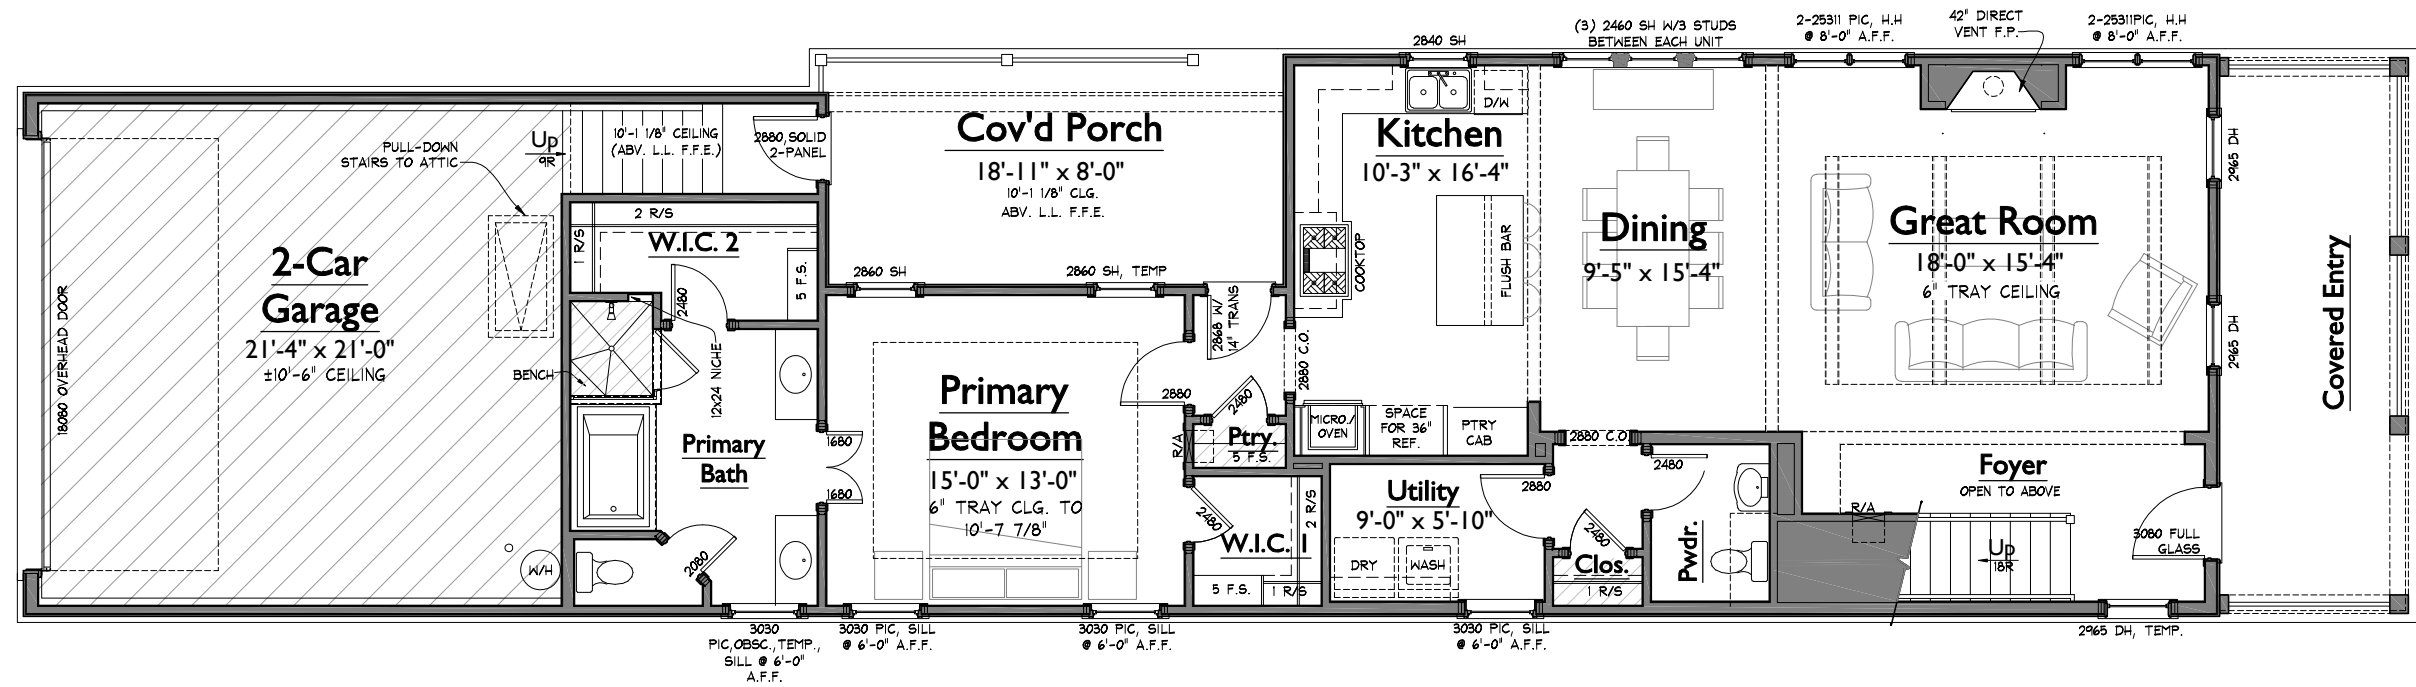 2840 SH
(3) 2460 SH W/3 STUDS
BETWEEN EACH UNIT
2-25311 PIC, H.H
@ 8'-0" A.F.F.
42" DIRECT
VENT F.P.
2-25311PIC, H.H
@ 8'-0" A.F.F.
PULL-DOWN
STAIRS TO ATTIC
Up
9R
10'-1 1/8" CEILING
(ABV. L.L. F.F.E.)
2880,SOLID
2-PANEL
Cov'd Porch
18'-11" x 8'-0"
10'-1 1/8" CLG.
ABV. L.L. F.F.E.
2860 SH
2860 SH, TEMP
Kitchen
10'-3" x 16'-4"
D/W
COOKTOP
FLUSH BAR
Dining
9'-5" x 15'-4"
Great Room
18'-0" x 15'-4"
6" TRAY CEILING
2965 DH
2965 DH
Covered Entry
2-Car
Garage
21'-4" x 21'-0"
±10'-6" CEILING
18080 OVERHEAD DOOR
W/H
2 R/S
1 R/S
W.I.C. 2
5 F.S.
2480
BENCH
12x24 NICHE
Primary
Bath
1680
1680
2080
Primary
Bedroom
15'-0" x 13'-0"
6" TRAY CLG. TO
10'-7 7/8"
2880
2868 W/
14" TRANS
2880 C.O.
2480
R/A
Ptry.
5 F.S.
MICRO./
OVEN
SPACE
FOR 36"
REF.
PTRY
CAB
2480
2 R/S
W.I.C. 1
5 F.S.
1 R/S
Utility
9'-0" x 5'-10"
2880
DRY
WASH
2880 C.O
2480
2480
Clos.
1 R/S
Pwdr.
Foyer
OPEN TO ABOVE
R/A
Up
18R
3080 FULL
GLASS
3030
PIC,OBSC.,TEMP.,
SILL @ 6'-0"
A.F.F.
3030 PIC, SILL
@ 6'-0" A.F.F.
3030 PIC, SILL
@ 6'-0" A.F.F.
3030 PIC, SILL
@ 6'-0" A.F.F.
2965 DH, TEMP.